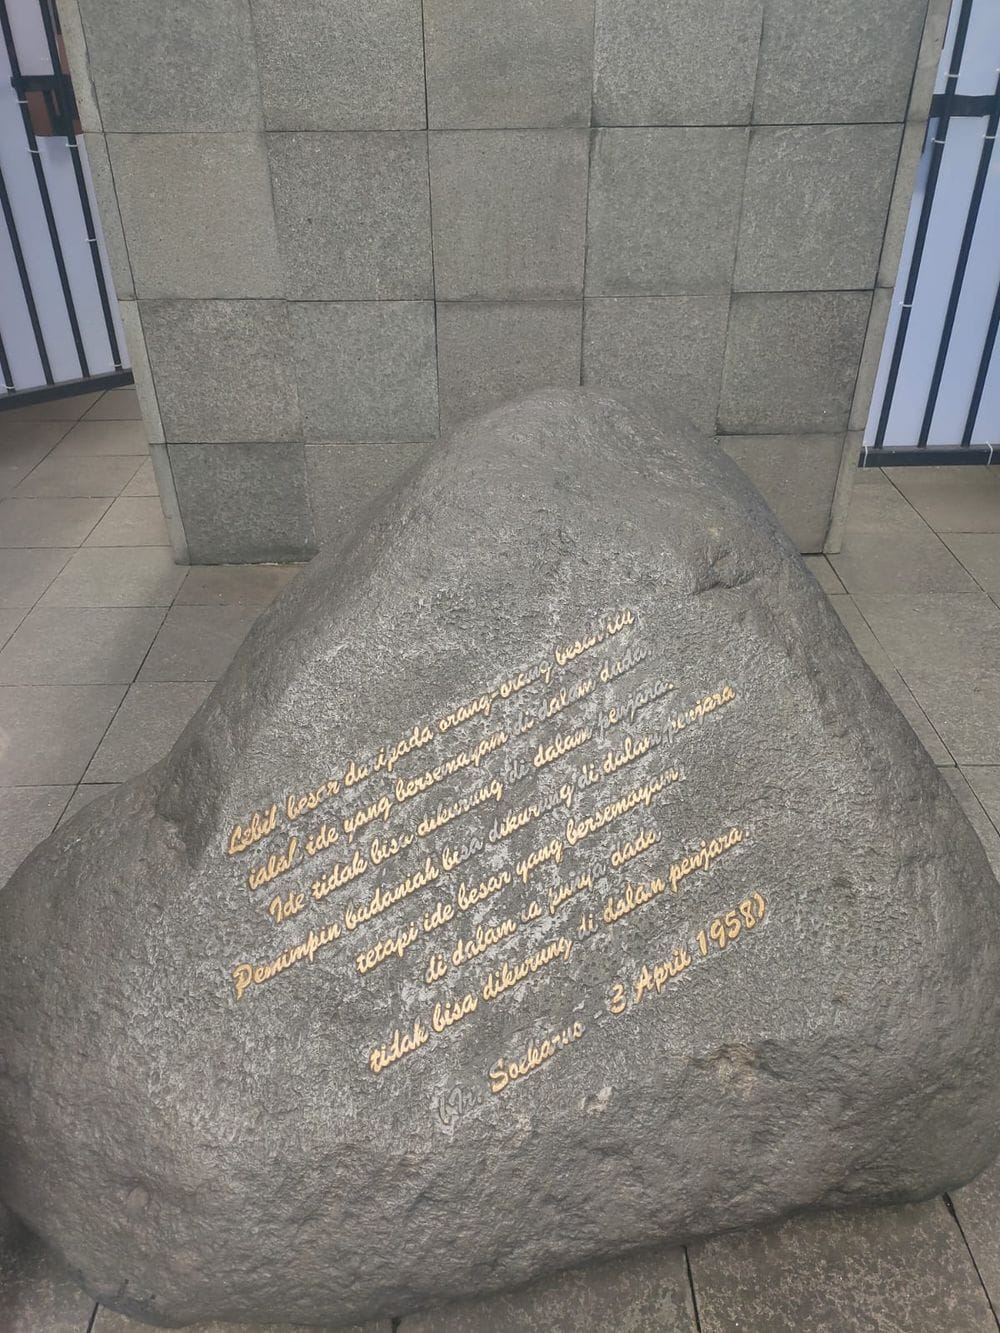 Lebih besar daripada orang-orang besar itu
ialah ide yang bersemayam di dalam dada.
Ide tidak bisa dikurung di dalam penjara.
Pemimpin badaniah bisa dikurung di dalam penjara
tetapi ide besar yang bersemayam
di dalam ia punya dada
tidak bisa dikurung di dalam penjara.
(Ir. Soekarno - 3 April 1958)